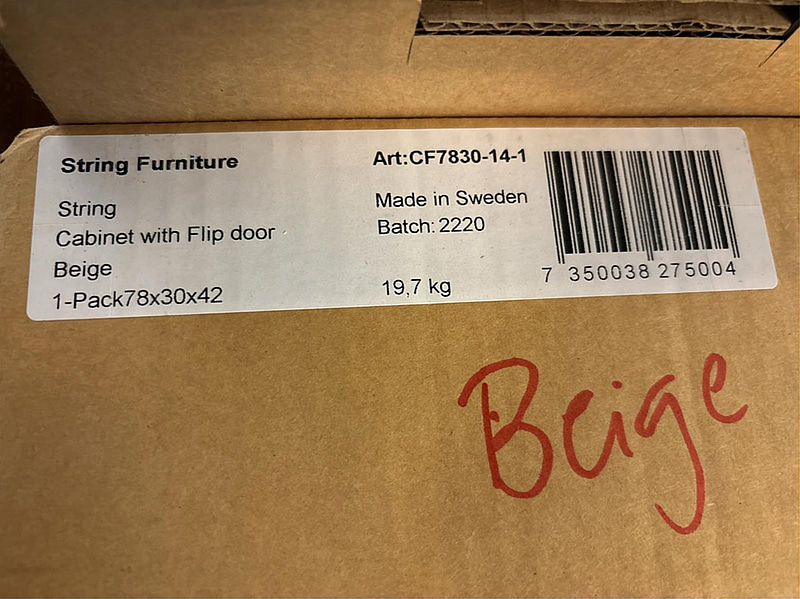 String Furniture
String
Cabinet with Flip door
Beige
1-Pack78x30x42
Art:CF7830-14-1
Made in Sweden
Batch: 2220
19,7 kg
7 350038 275004
Beige